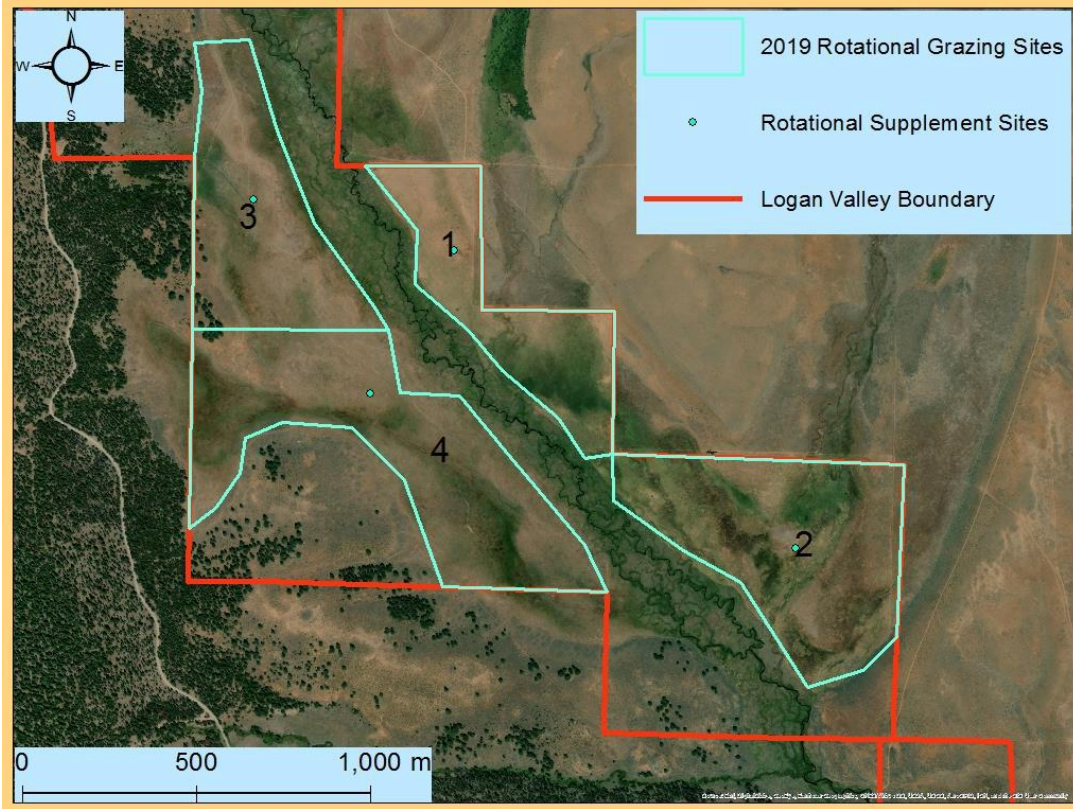 N
W E
S
2019 Rotational Grazing Sites
Rotational Supplement Sites
Logan Valley Boundary
3
1
4
2
0 500 1,000 m